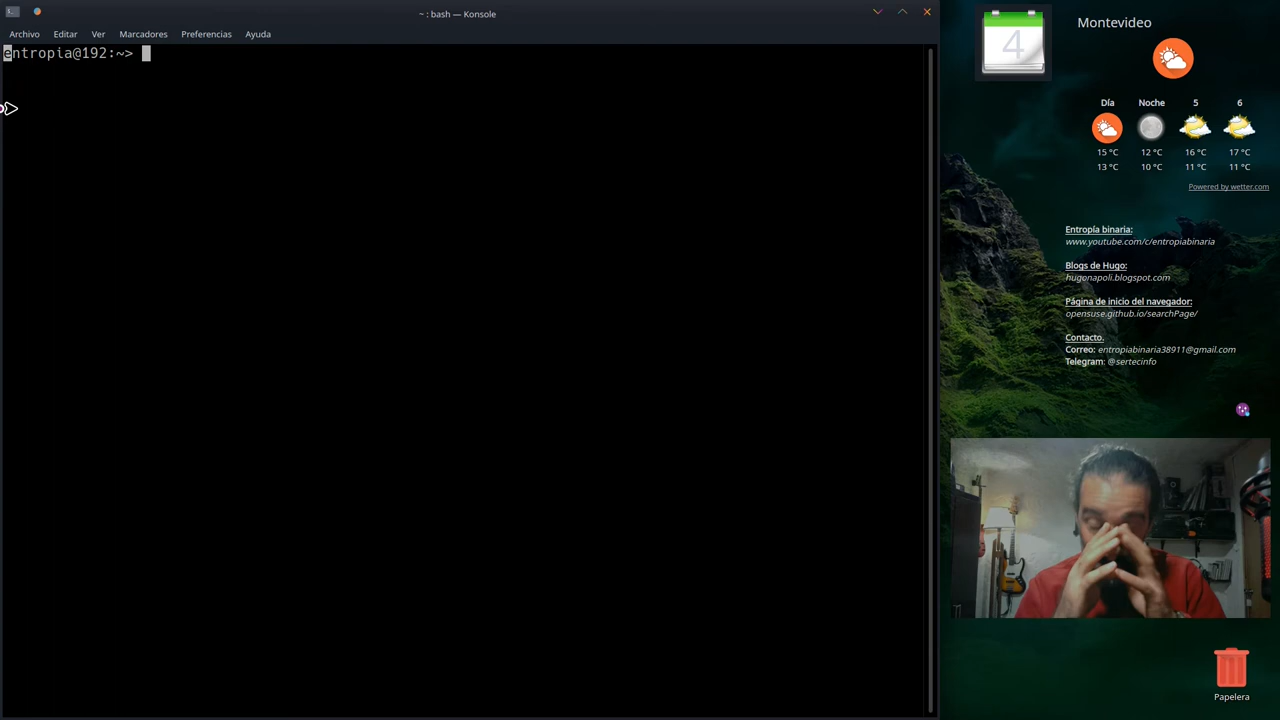 ~ : bash — Konsole
Archivo Editar Ver Marcadores Preferencias Ayuda
entropia@192:~>
4
Montevideo
Día Noche 5 6
15 °C 12 °C 16 °C 17 °C
13 °C 10 °C 11 °C 11 °C
Powered by wetter.com
Entropía binaria:
www.youtube.com/c/entropiabinaria
Blogs de Hugo:
hugonapoli.blogspot.com
Página de inicio del navegador:
opensuse.github.io/searchPage/
Contacto.
Correo: entropiabinaria38911@gmail.com
Telegram: @sertecinfo
Papelera